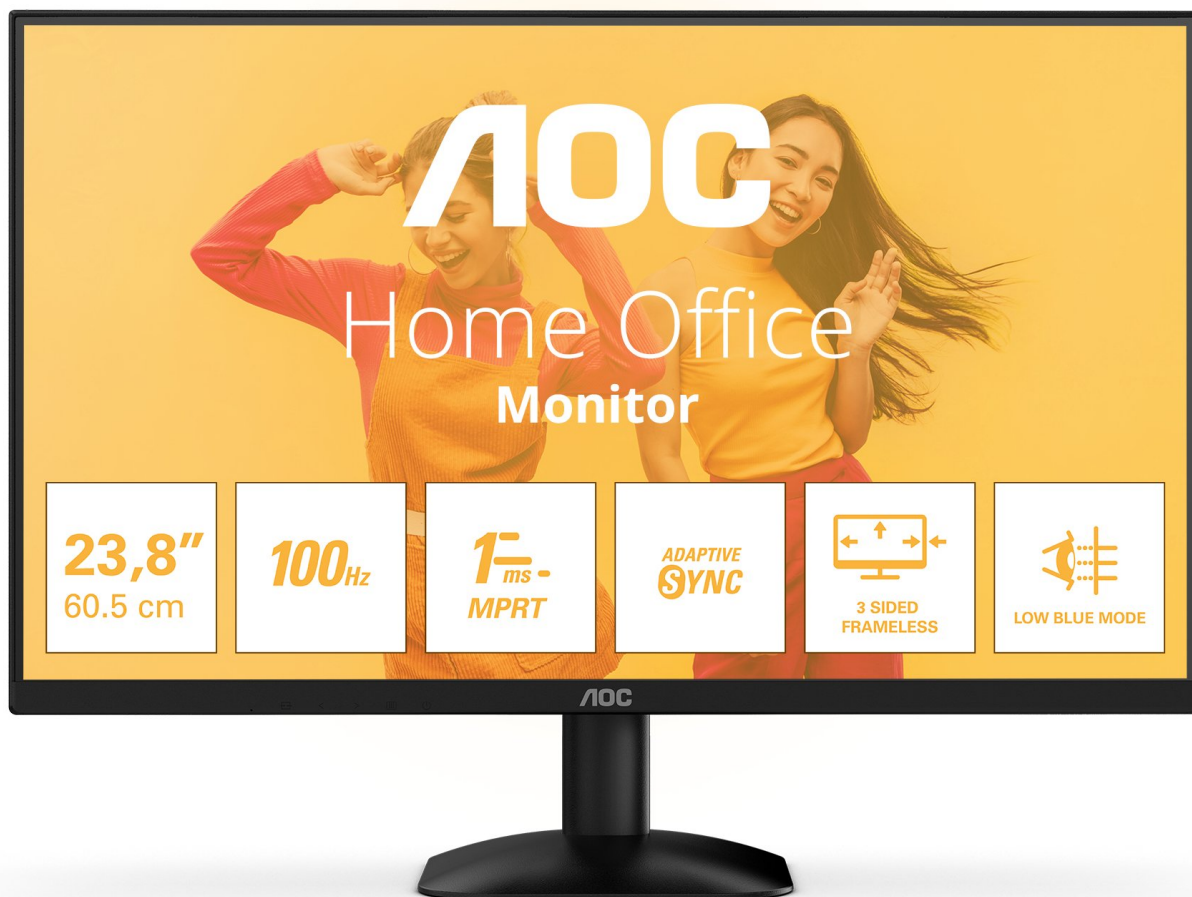 AOC
Home Office
Monitor
23,8"
60.5 cm
100Hz
1ms
MPRT
ADAPTIVE
SYNC
3 SIDED
FRAMELESS
LOW BLUE MODE
AOC